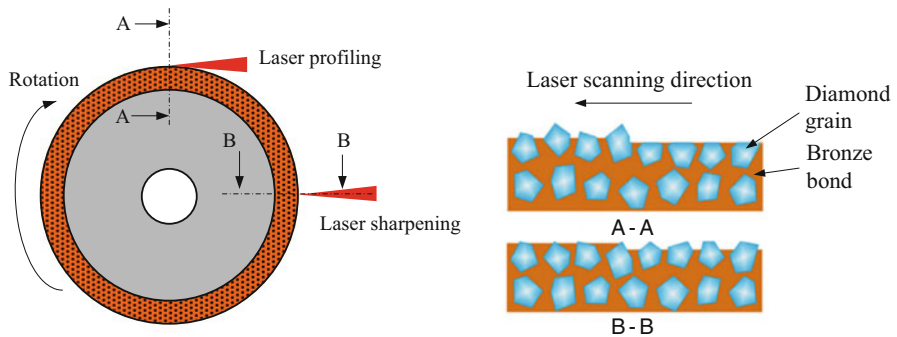 A
Laser profiling
Rotation
A
B
B
Laser sharpening
Laser scanning direction
Diamond
grain
Bronze
bond
A - A
B - B